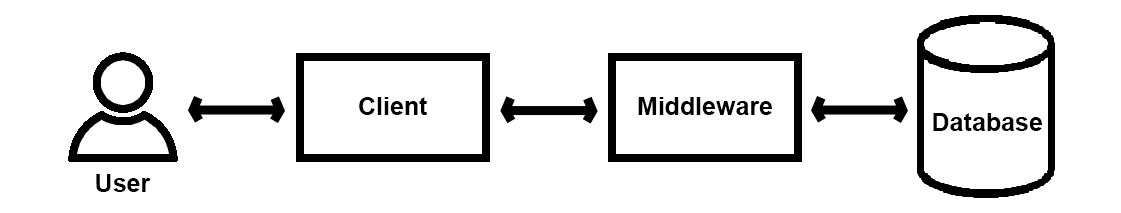 User
Client
Middleware
Database